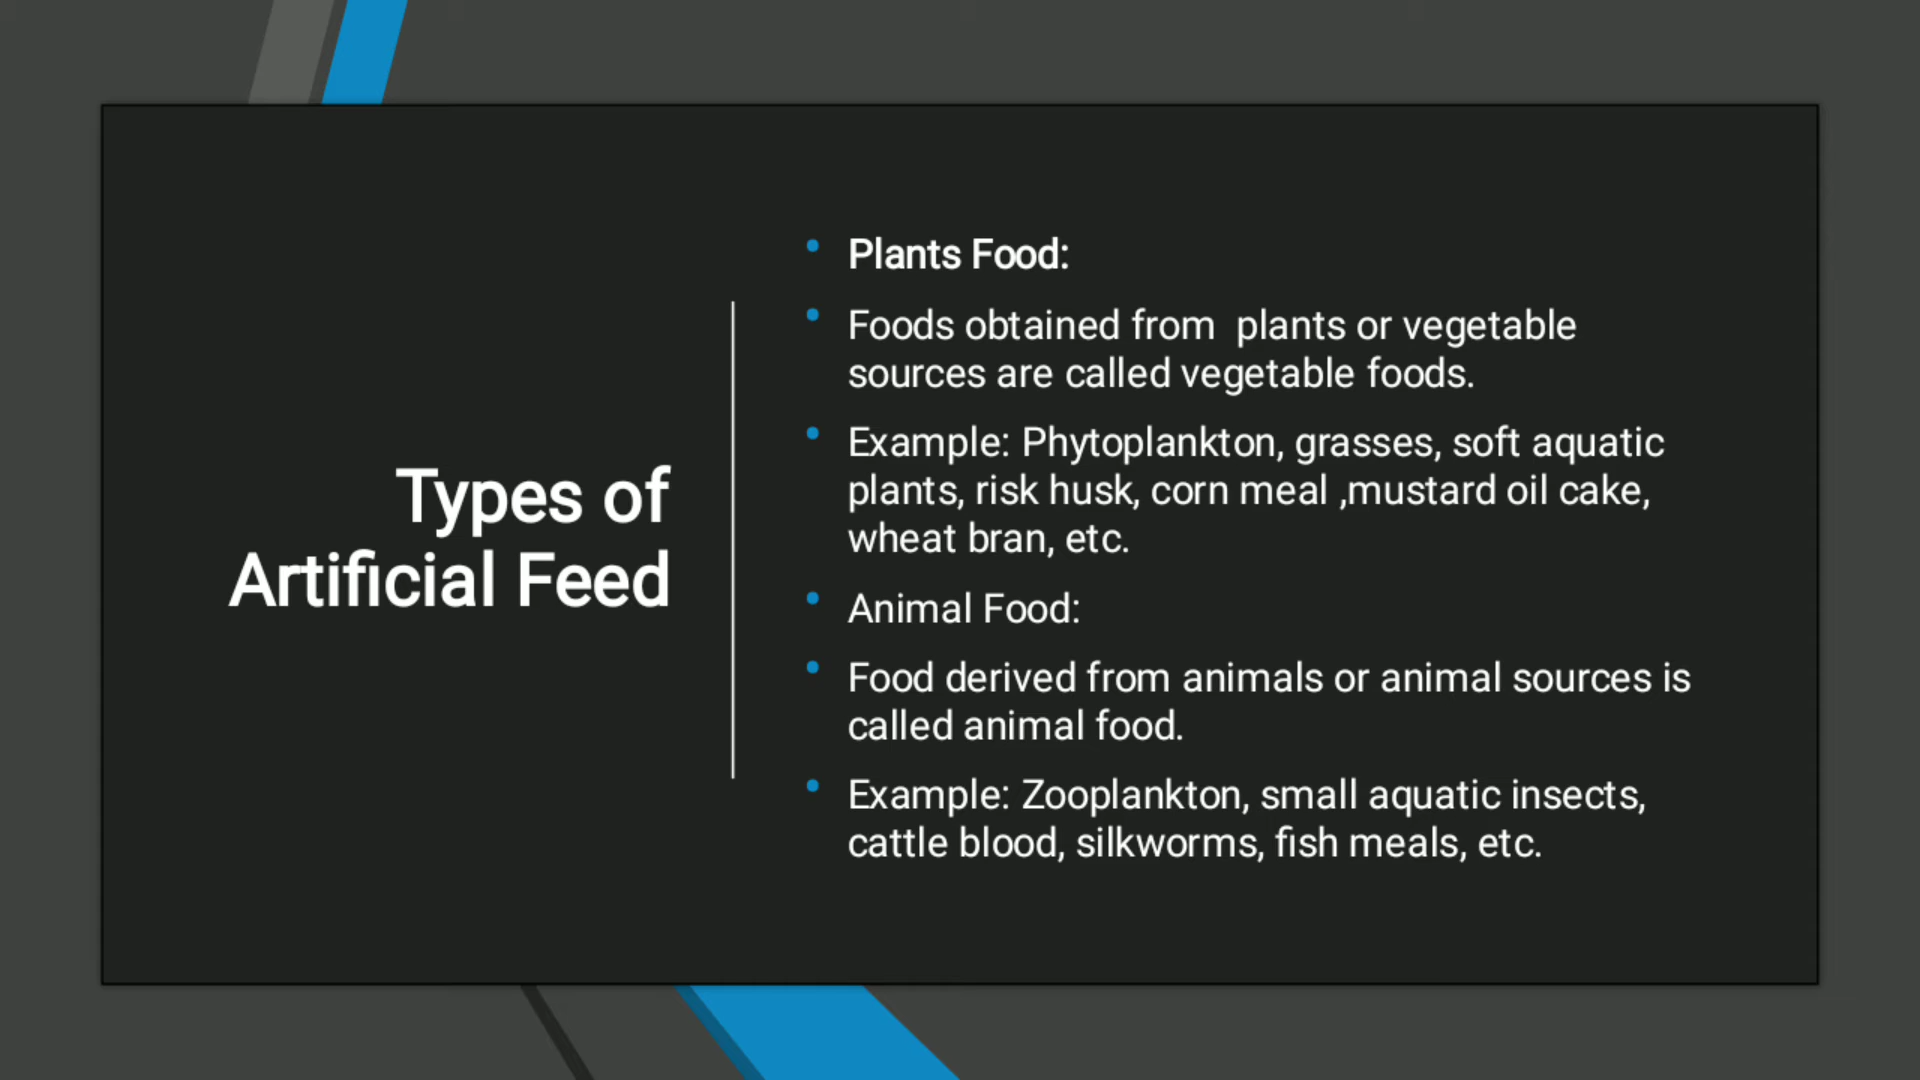 Types of
Artificial Feed
Plants Food:
Foods obtained from  plants or vegetable
sources are called vegetable foods.
Example: Phytoplankton, grasses, soft aquatic
plants, risk husk, corn meal ,mustard oil cake,
wheat bran, etc.
Animal Food:
Food derived from animals or animal sources is
called animal food.
Example: Zooplankton, small aquatic insects,
cattle blood, silkworms, fish meals, etc.